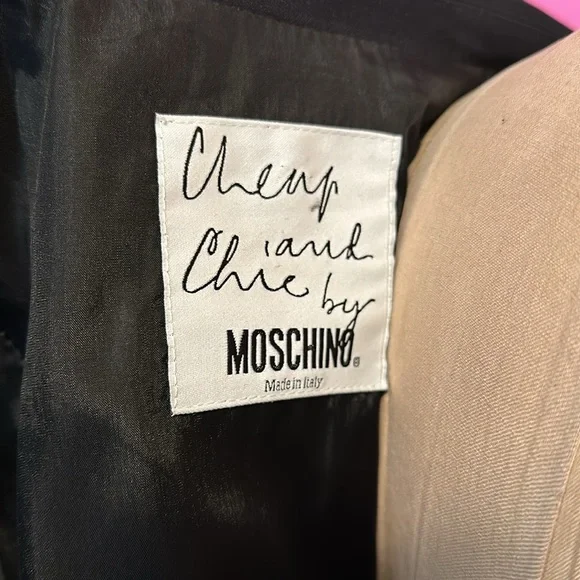 Cheap
and
Chic by
MOSCHINO®
Made in Italy